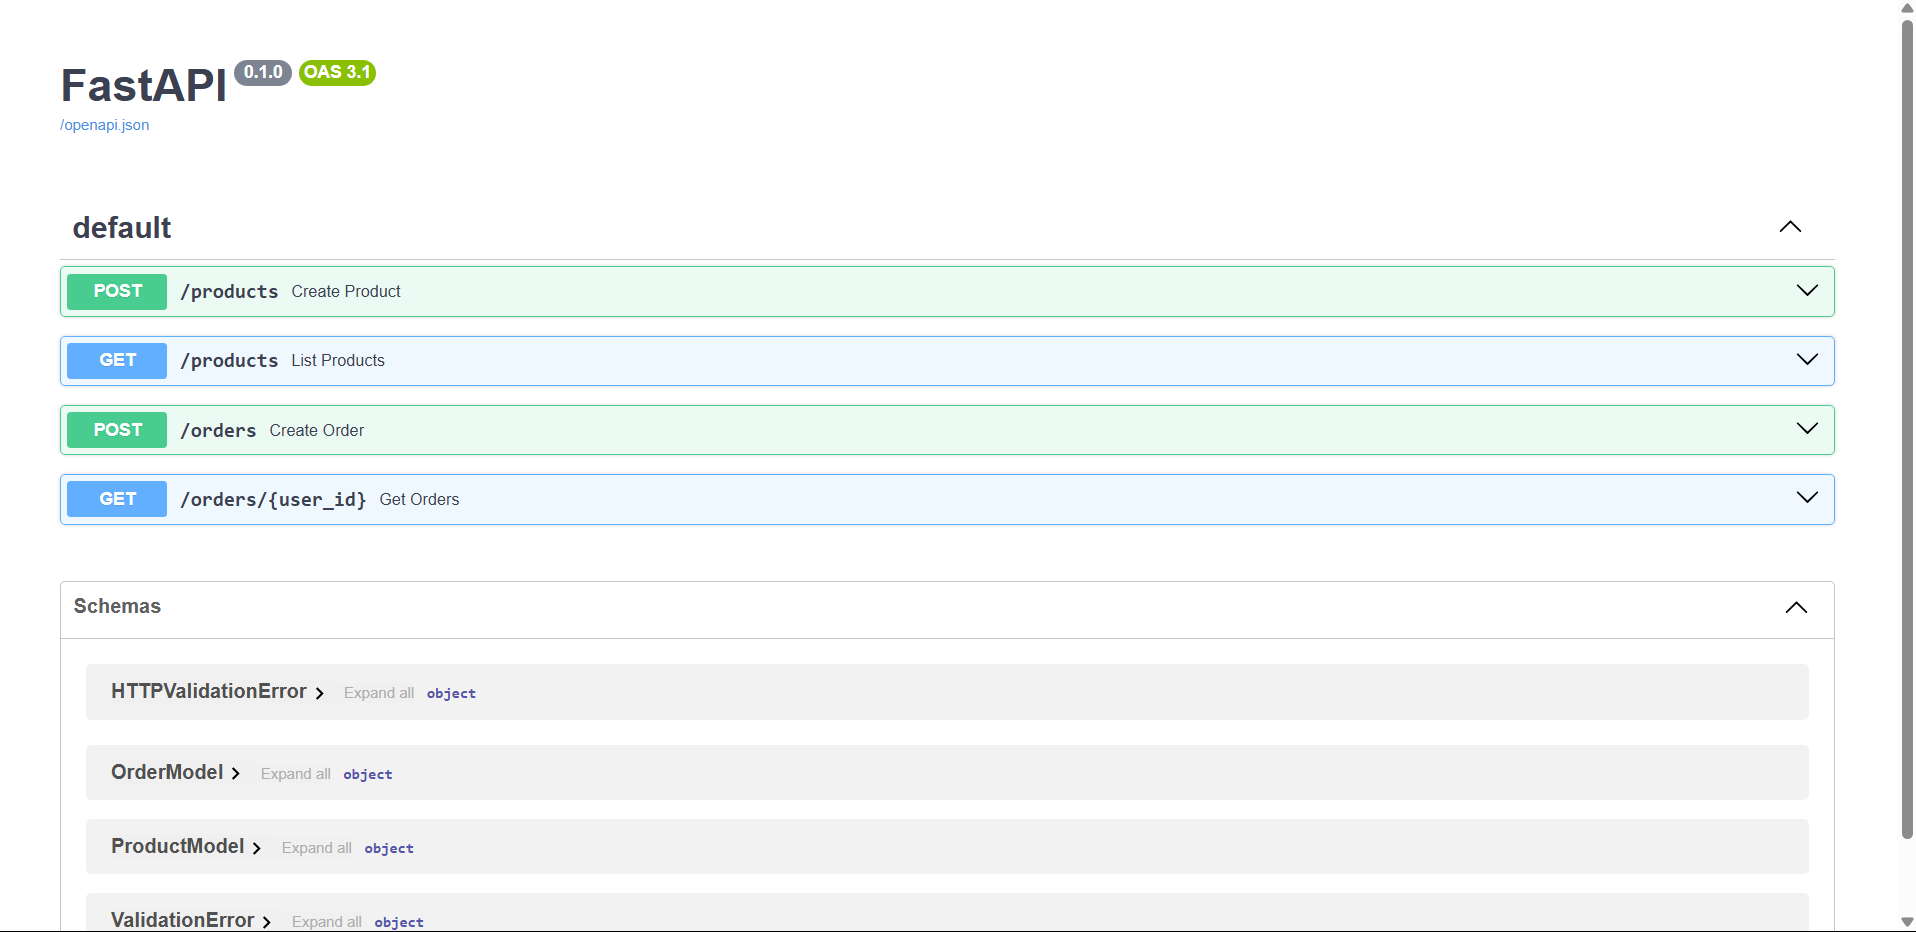 FastAPI 0.1.0 OAS 3.1
/openapi.json
default
POST /products Create Product
GET /products List Products
POST /orders Create Order
GET /orders/{user_id} Get Orders
Schemas
HTTPValidationError Expand all object
OrderModel Expand all object
ProductModel Expand all object
ValidationError Expand all object